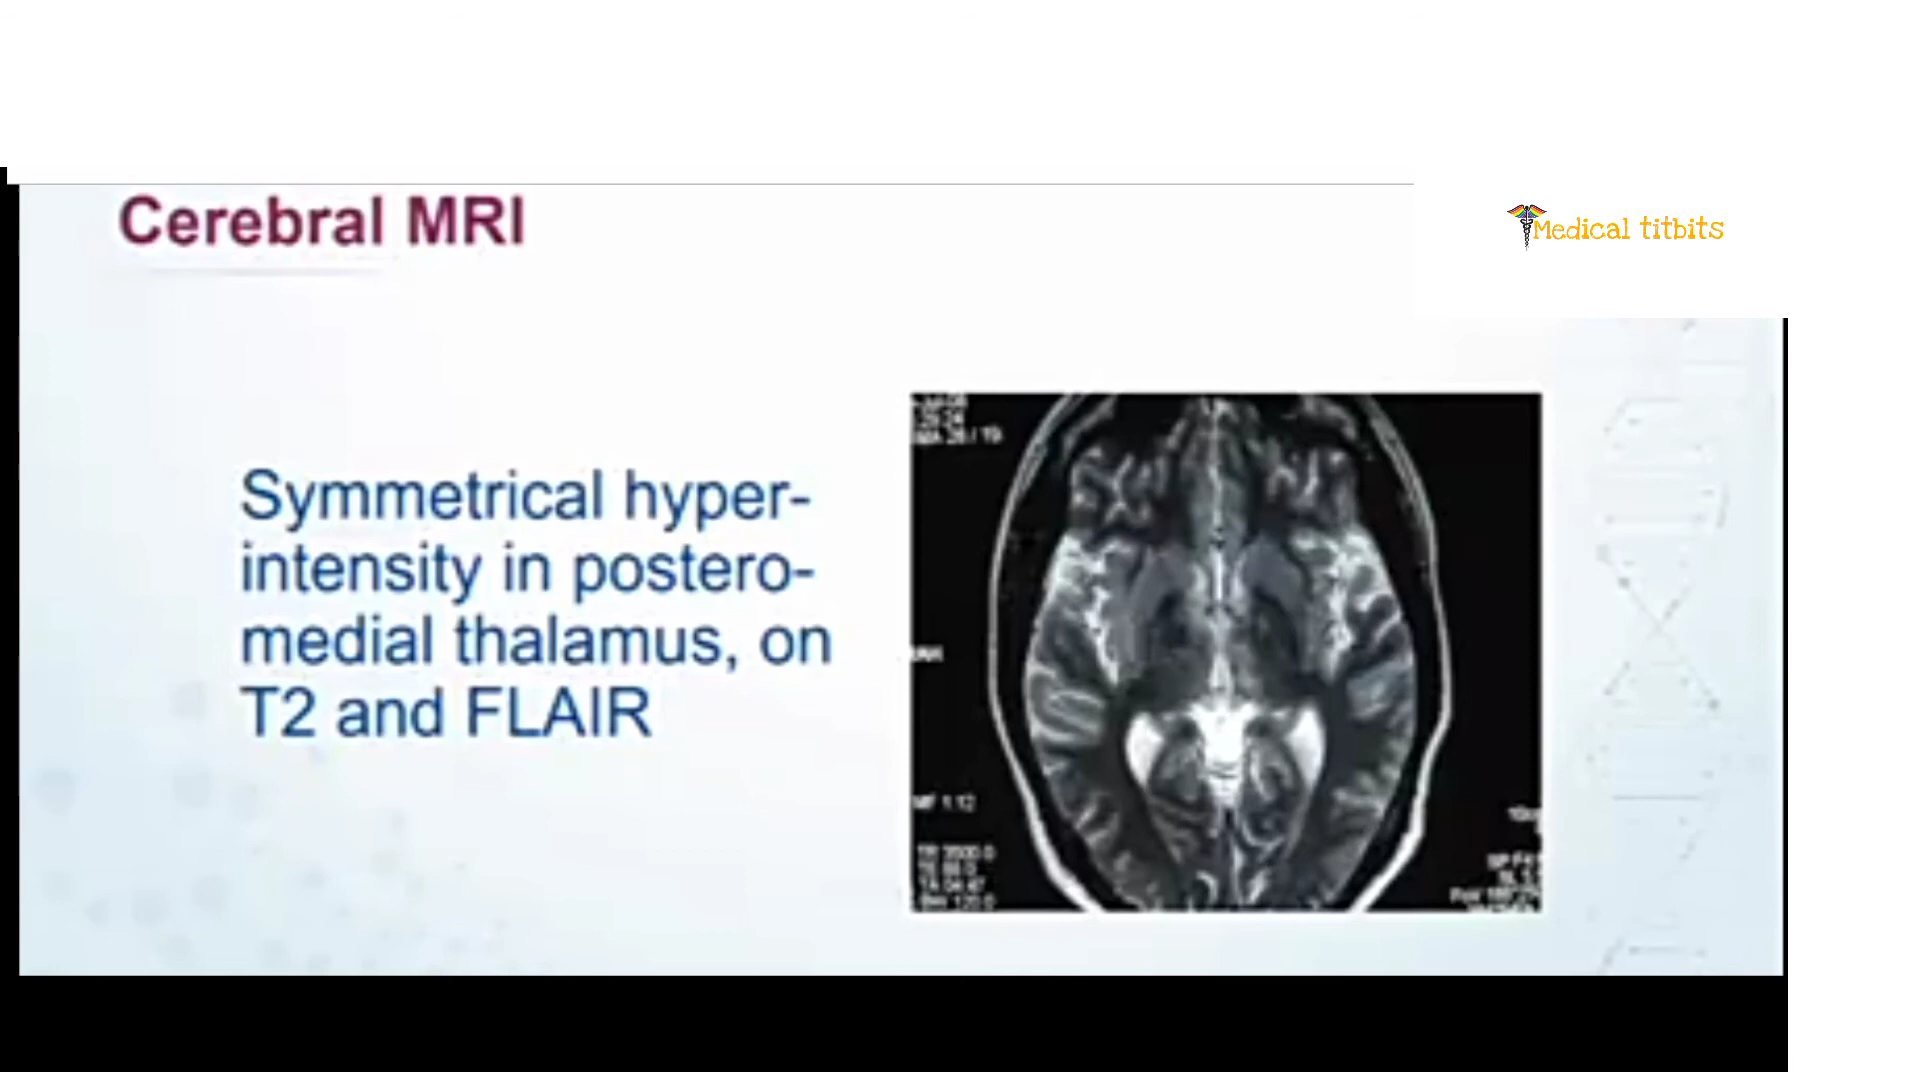 Cerebral MRI
Medical titbits
Symmetrical hyper-
intensity in postero-
medial thalamus, on
T2 and FLAIR